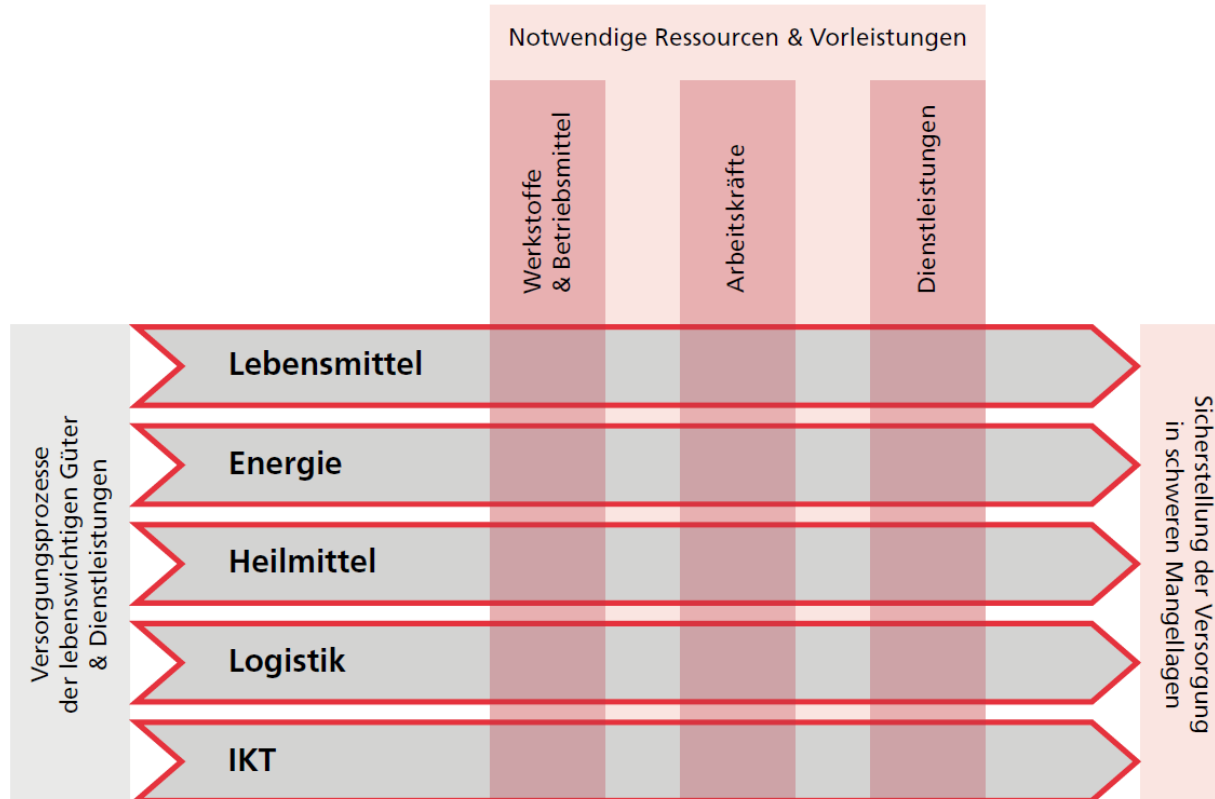 Notwendige Ressourcen & Vorleistungen
Werkstoffe
& Betriebsmittel
Arbeitskräfte
Dienstleistungen
Versorgungsprozesse
der lebenswichtigen Güter
& Dienstleistungen
Lebensmittel
Energie
Heilmittel
Logistik
IKT
Sicherstellung der Versorgung
in schweren Mangellagen